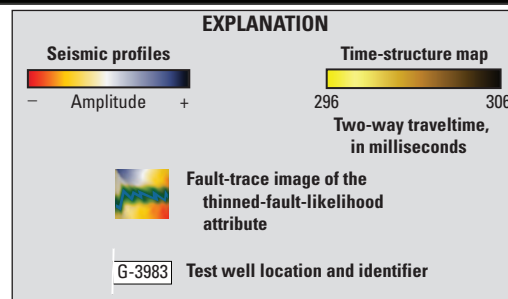 EXPLANATION
Seismic profiles
– Amplitude +
Time-structure map
296 306
Two-way traveltime,
in milliseconds
Fault-trace image of the
thinned-fault-likelihood
attribute
G-3983 Test well location and identifier